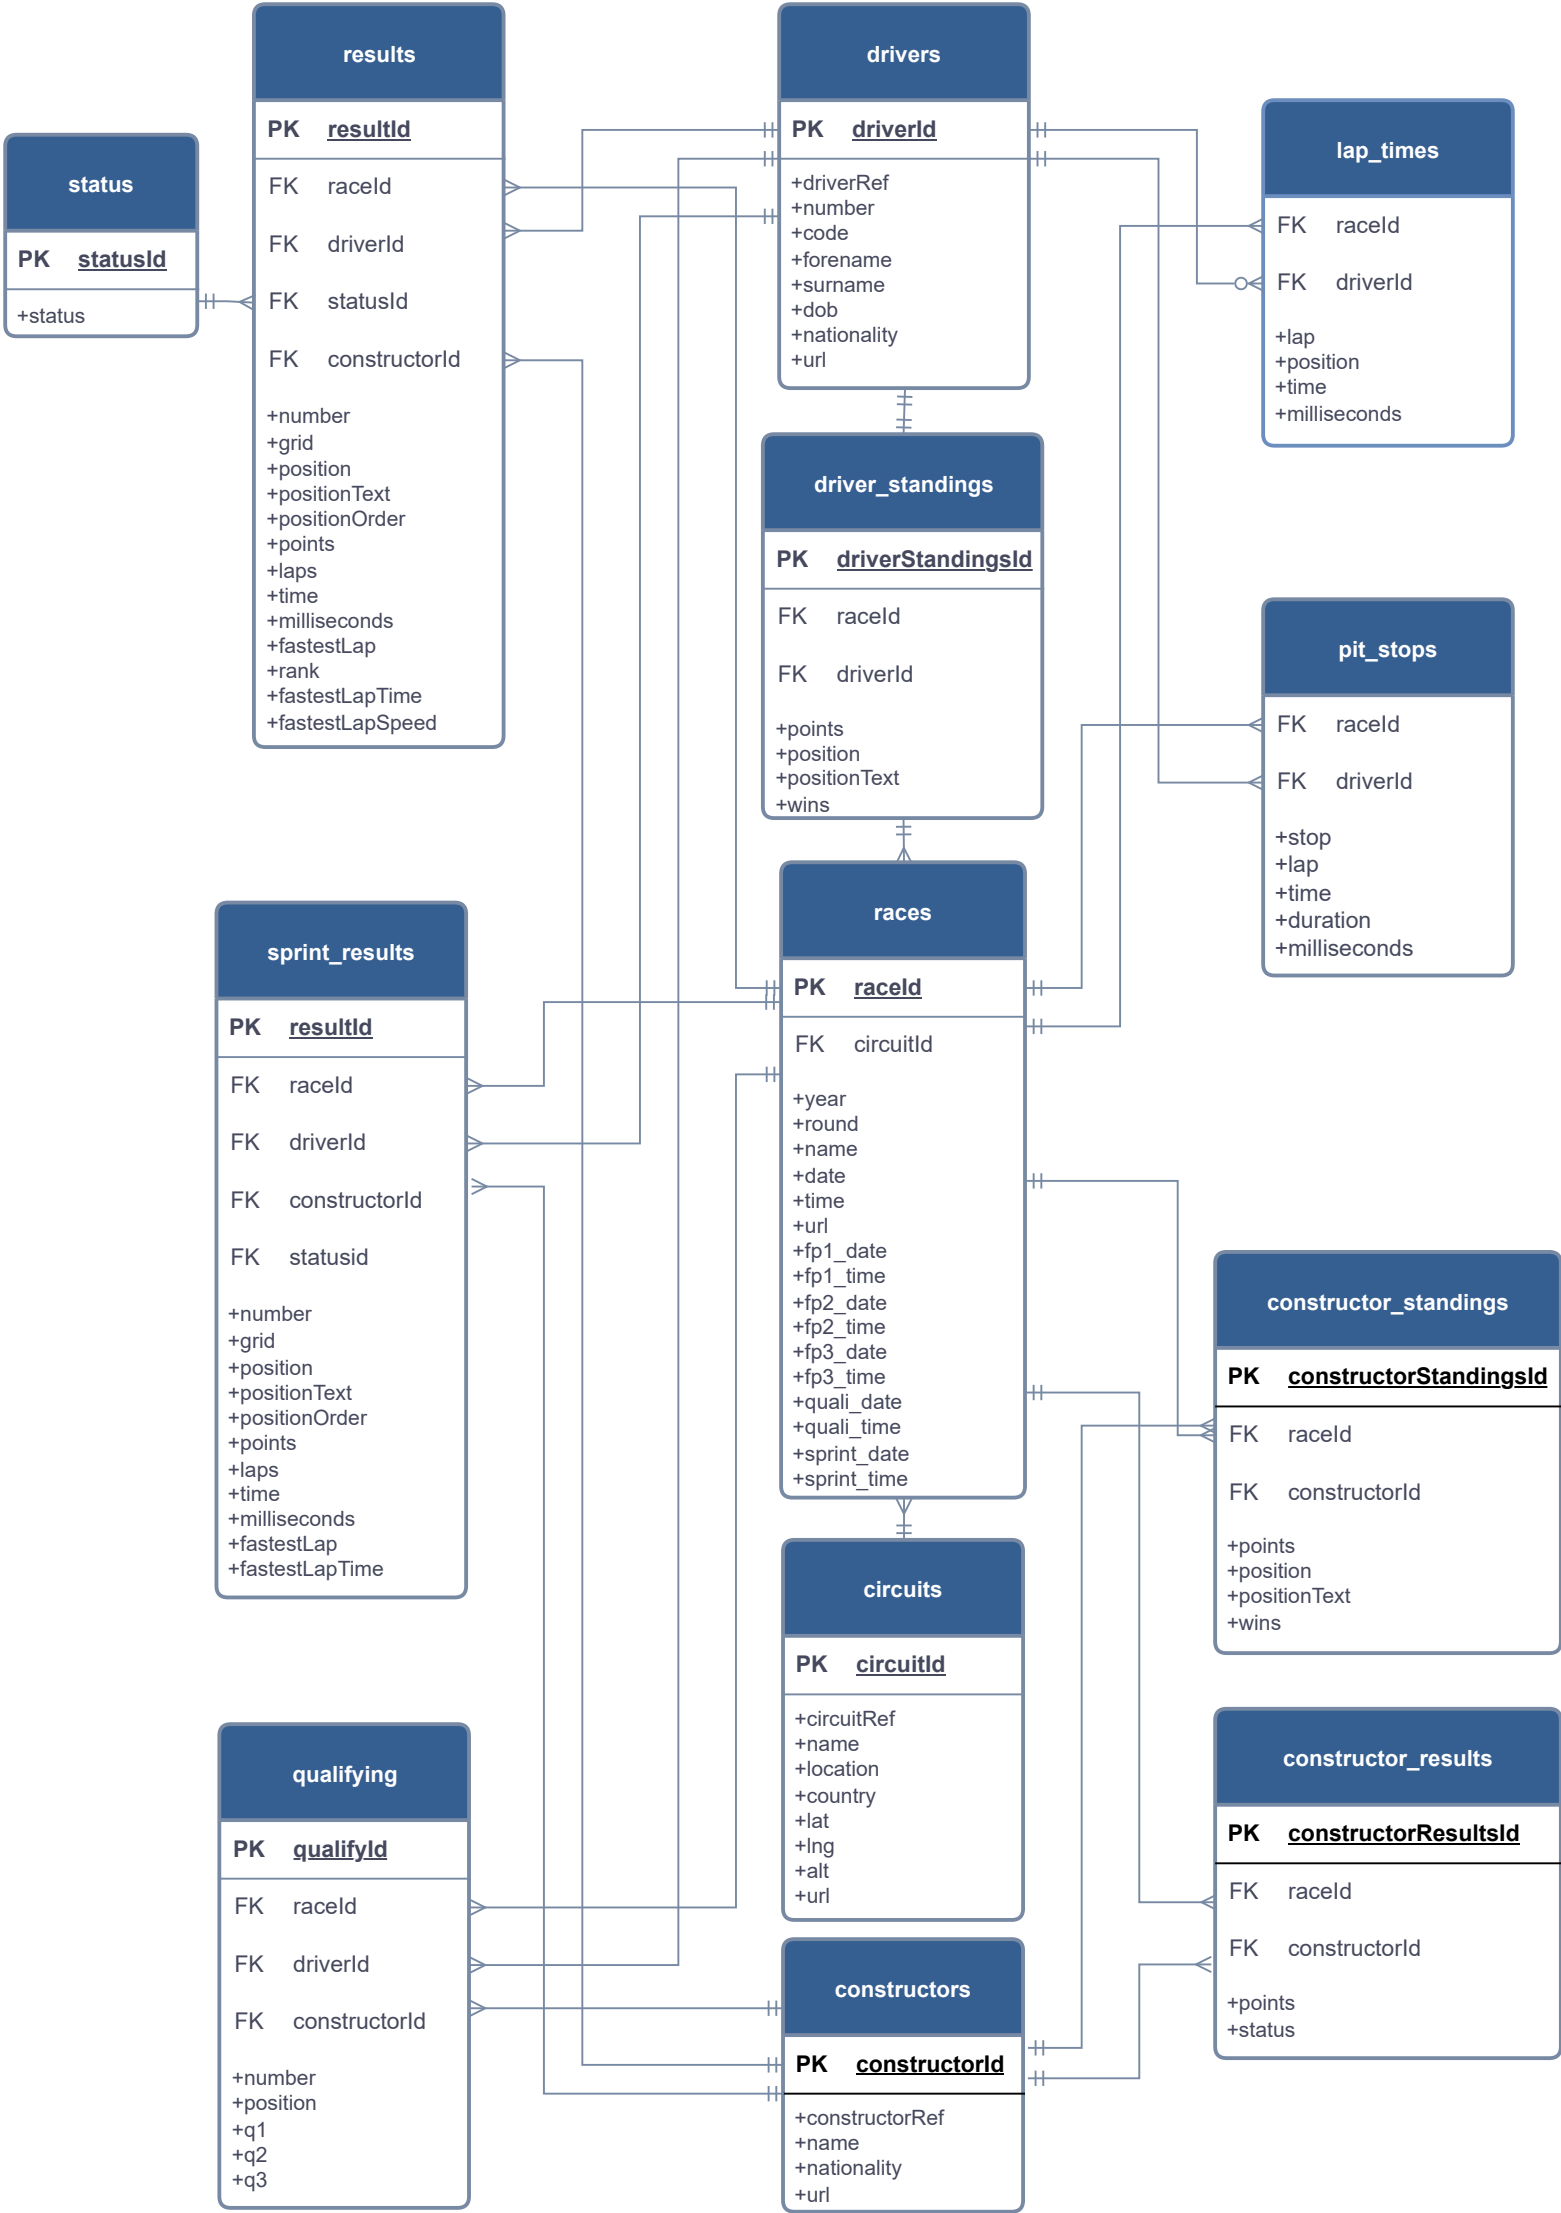 results
PK resultId
FK raceId
FK driverId
FK statusId
FK constructorId
+number
+grid
+position
+positionText
+positionOrder
+points
+laps
+time
+milliseconds
+fastestLap
+rank
+fastestLapTime
+fastestLapSpeed
drivers
PK driverId
+driverRef
+number
+code
+forename
+surname
+dob
+nationality
+url
lap_times
FK raceId
FK driverId
+lap
+position
+time
+milliseconds
status
PK statusId
+status
driver_standings
PK driverStandingsId
FK raceId
FK driverId
+points
+position
+positionText
+wins
pit_stops
FK raceId
FK driverId
+stop
+lap
+time
+duration
+milliseconds
races
PK raceId
FK circuitId
+year
+round
+name
+date
+time
+url
+fp1_date
+fp1_time
+fp2_date
+fp2_time
+fp3_date
+fp3_time
+quali_date
+quali_time
+sprint_date
+sprint_time
sprint_results
PK resultId
FK raceId
FK driverId
FK constructorId
FK statusid
+number
+grid
+position
+positionText
+positionOrder
+points
+laps
+time
+milliseconds
+fastestLap
+fastestLapTime
constructor_standings
PK constructorStandingsId
FK raceId
FK constructorId
+points
+position
+positionText
+wins
circuits
PK circuitId
+circuitRef
+name
+location
+country
+lat
+lng
+alt
+url
constructor_results
PK constructorResultsId
FK raceId
FK constructorId
+points
+status
qualifying
PK qualifyId
FK raceId
FK driverId
FK constructorId
+number
+position
+q1
+q2
+q3
constructors
PK constructorId
+constructorRef
+name
+nationality
+url